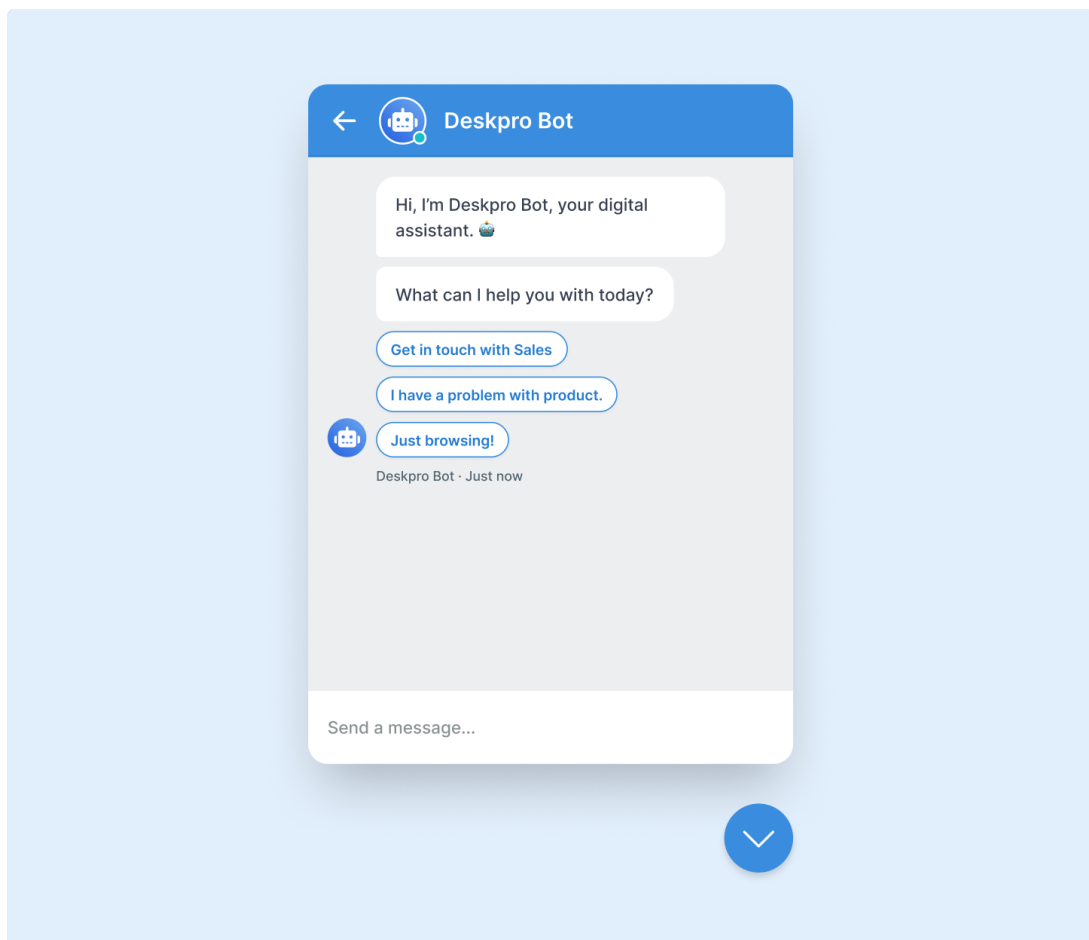 Deskpro Bot
Hi, I’m Deskpro Bot, your digital
assistant. 🤖
What can I help you with today?
Get in touch with Sales
I have a problem with product.
Just browsing!
Deskpro Bot · Just now
Send a message...